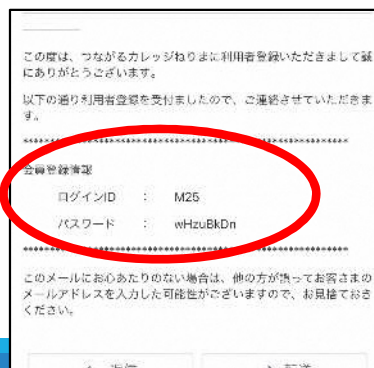 この度は、つながるカレッジねりまに利用者登録いただきまして誠
にありがとうございます。
以下の通り利用者登録を受付ましたので、ご連絡させていただきま
す。
**********************************************************************
会員登録情報
ログインID : M25
パスワード : wHzuBkDn
**********************************************************************
このメールにお心あたりのない場合は、他の方が誤ってお客さまの
メールアドレスを入力した可能性がございますので、お見捨ておき
ください。